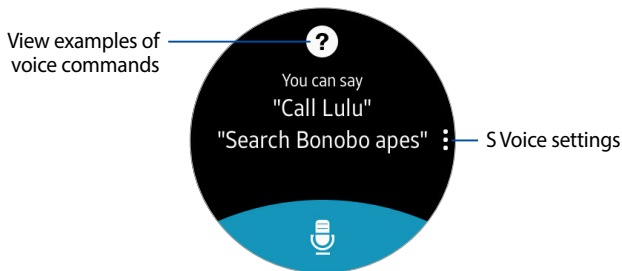 View examples of
voice commands
?
You can say
"Call Lulu"
"Search Bonobo apes"
S Voice settings